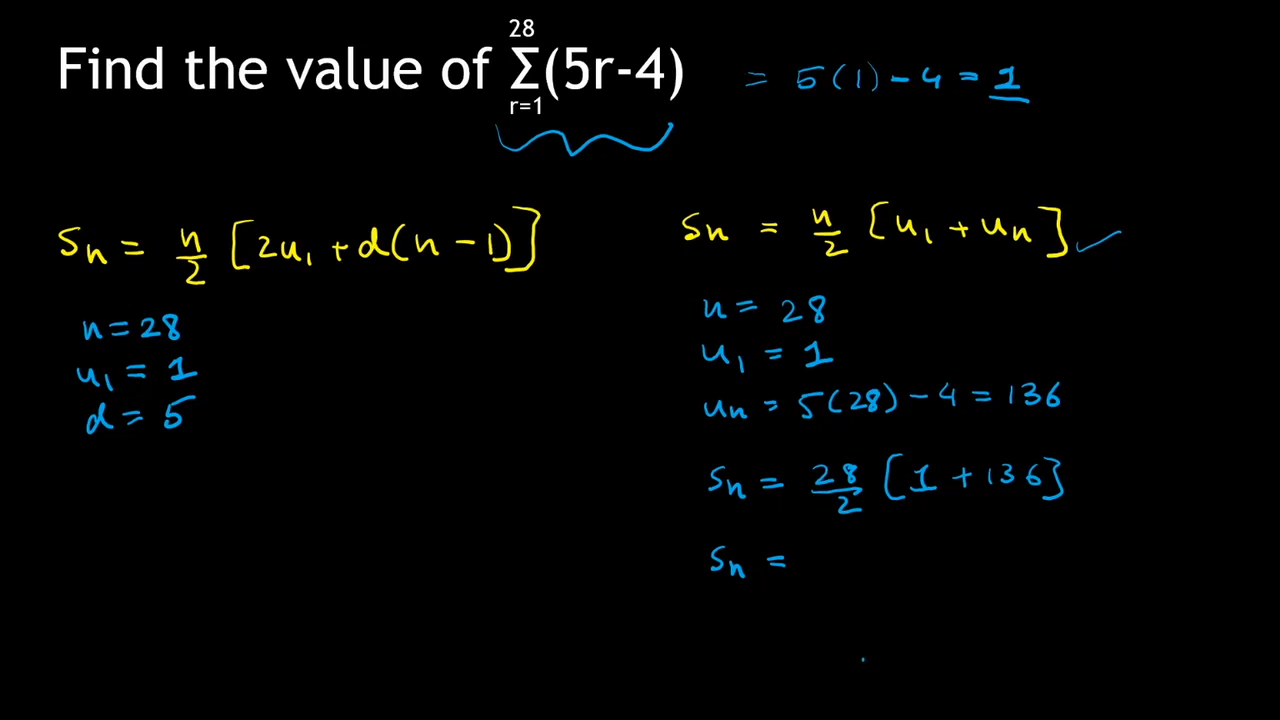 Find the value of 28 Σ r=1 (5r-4) = 5(1) - 4 = 1
Sn = n/2 [2u₁ + d(n - 1)]
n = 28
u₁ = 1
d = 5
Sn = n/2 [u₁ + un]
n = 28
u₁ = 1
un = 5(28) - 4 = 136
Sn = 28/2 [1 + 136]
Sn =